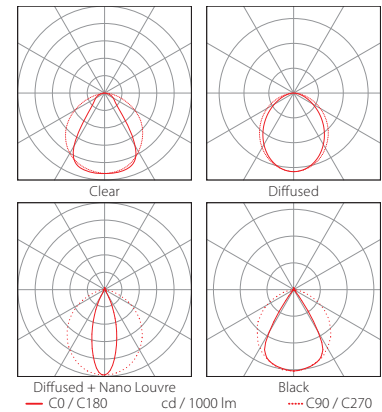 Clear
Diffused
Diffused + Nano Louvre
Black
C0 / C180
cd / 1000 lm
C90 / C270